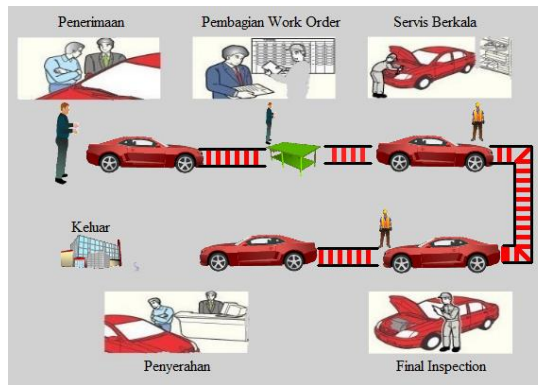 Penerimaan
Pembagian Work Order
Servis Berkala
Keluar
Penyerahan
Final Inspection